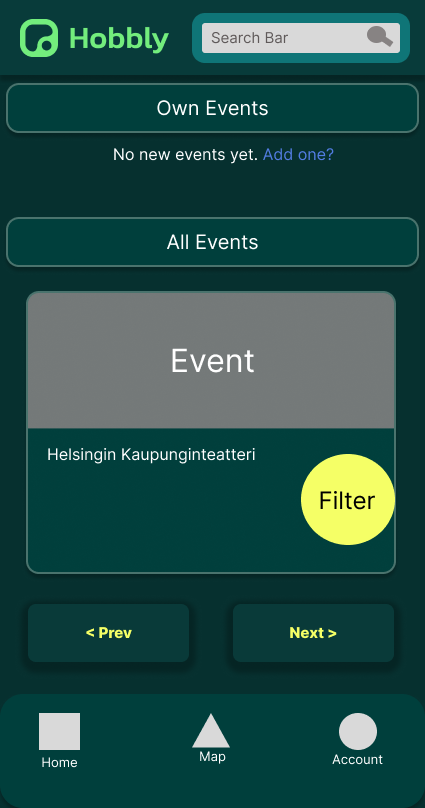 Hobbly
Search Bar
Own Events
No new events yet. Add one?
All Events
Event
Helsingin Kaupunginteatteri
Filter
< Prev
Next >
Home
Map
Account